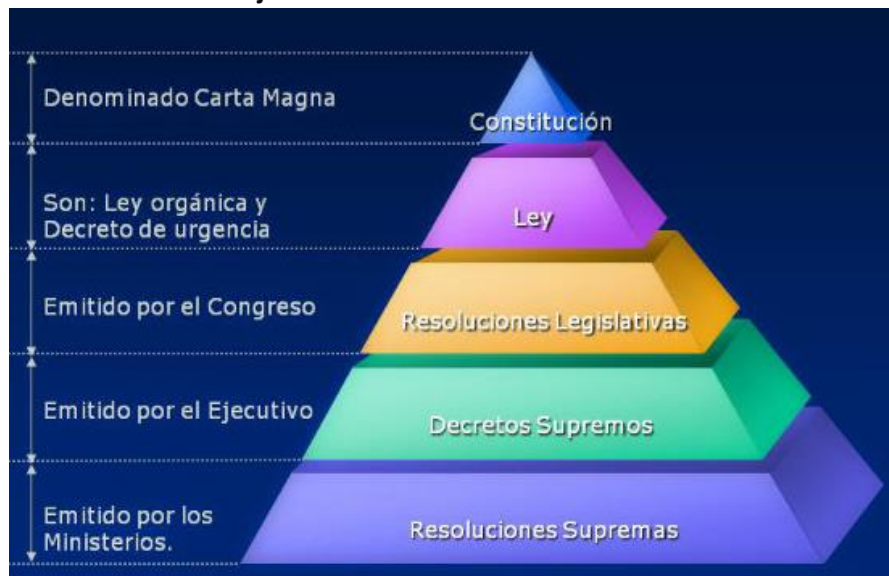 Denominado Carta Magna
Constitución
Son: Ley orgánica y
Decreto de urgencia
Ley
Emitido por el Congreso
Resoluciones Legislativas
Emitido por el Ejecutivo
Decretos Supremos
Emitido por los
Ministerios.
Resoluciones Supremas